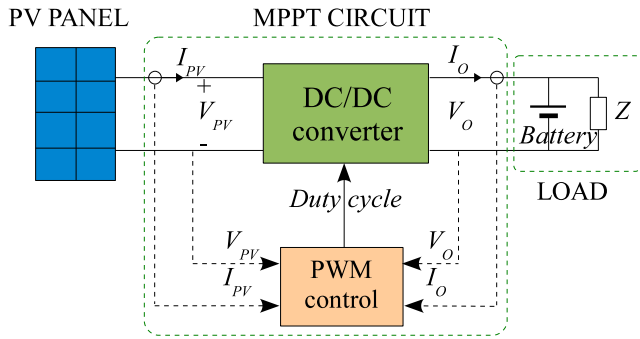 PV PANEL
MPPT CIRCUIT
I_PV
I_O
+
V_PV
-
DC/DC
converter
V_O
Battery
Z
LOAD
Duty cycle
V_PV
I_PV
PWM
control
V_O
I_O